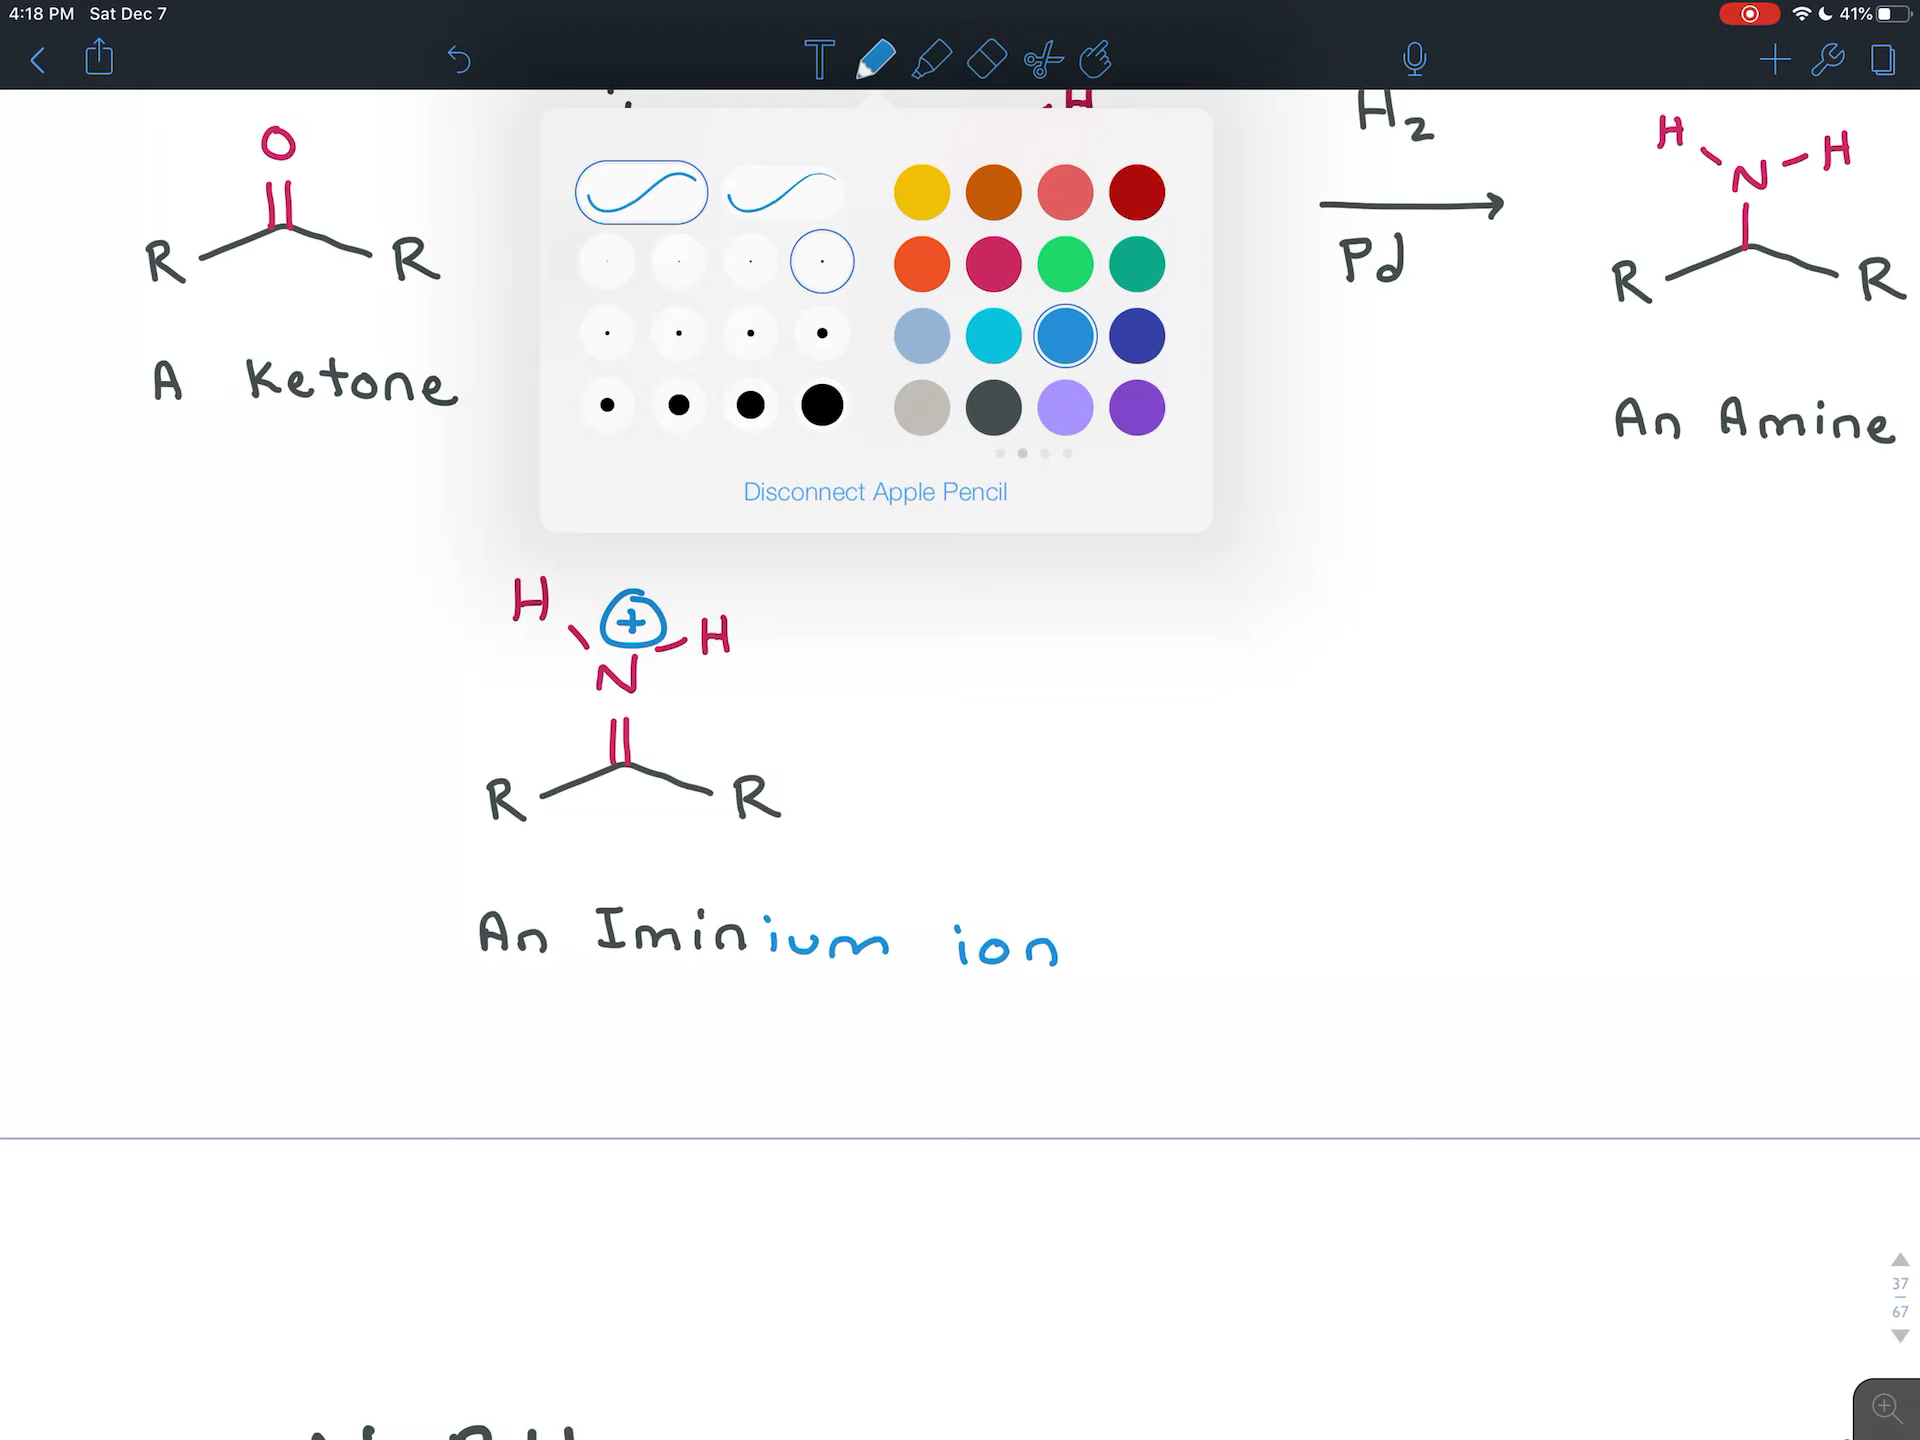 4:18 PM Sat Dec 7
41%
T
H
H₂
Pd
O
R R
A Ketone
H H
N
R R
An Amine
Disconnect Apple Pencil
H + H
N
R R
An Iminium ion
37
67